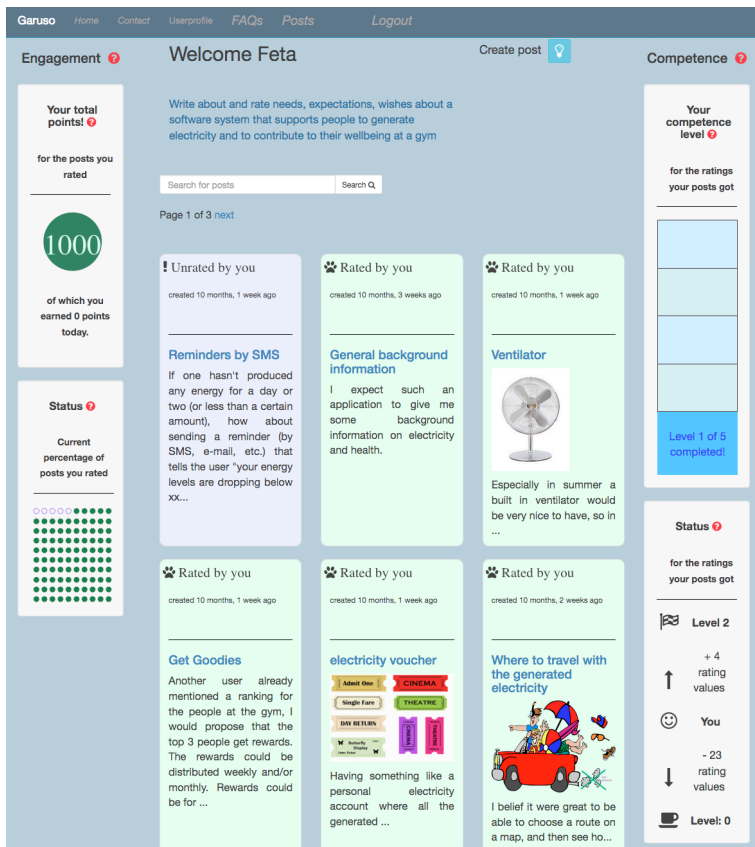 Garuso Home Contact Userprofile FAQs Posts Logout
Engagement ?
Your total
points! ?
for the posts you
rated
1000
of which you
earned 0 points
today.
Status ?
Current
percentage of
posts you rated
Welcome Feta
Create post
Write about and rate needs, expectations, wishes about a
software system that supports people to generate
electricity and to contribute to their wellbeing at a gym
Search for posts Search
Page 1 of 3 next
! Unrated by you
created 10 months, 1 week ago
Reminders by SMS
If one hasn't produced
any energy for a day or
two (or less than a certain
amount), how about
sending a reminder (by
SMS, e-mail, etc.) that
tells the user "your energy
levels are dropping below
xx...
Rated by you
created 10 months, 3 weeks ago
General background
information
I expect such an
application to give me
some background
information on electricity
and health.
Rated by you
created 10 months, 1 week ago
Ventilator
Especially in summer a
built in ventilator would
be very nice to have, so in
...
Rated by you
created 10 months, 1 week ago
Get Goodies
Another user already
mentioned a ranking for
the people at the gym, I
would propose that the
top 3 people get rewards.
The rewards could be
distributed weekly and/or
monthly. Rewards could
be for ...
Rated by you
created 10 months, 1 week ago
electricity voucher
Admit One
CINEMA
Single Fare
THEATRE
DAY RETURN
CINEMA
THEATRE
Butterfly
Display
Having something like a
personal electricity
account where all the
generated ...
Rated by you
created 10 months, 2 weeks ago
Where to travel with
the generated
electricity
I belief it were great to be
able to choose a route on
a map, and then see ho...
Competence ?
Your
competence
level ?
for the ratings
your posts got
Level 1 of 5
completed!
Status ?
for the ratings
your posts got
Level 2
+ 4
rating
values
You
- 23
rating
values
Level: 0